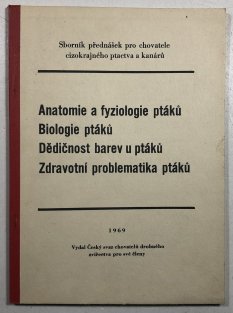 Sborník přednášek pro chovatele
cizokrajného ptactva a kanárů
Anatomie a fyziologie ptáků
Biologie ptáků
Dědičnost barev u ptáků
Zdravotní problematika ptáků
1969
Vydal Český svaz chovatelů drobného
zvířectva pro své členy